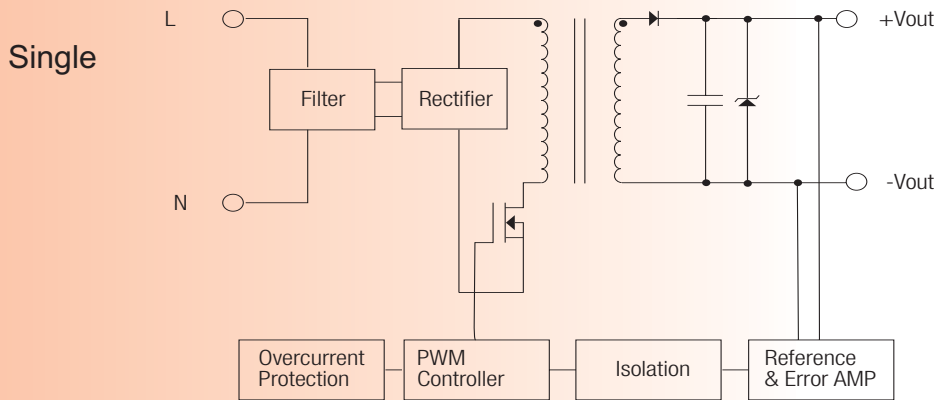 L
+Vout
Single
Filter
Rectifier
N
-Vout
Overcurrent
Protection
PWM
Controller
Isolation
Reference
& Error AMP